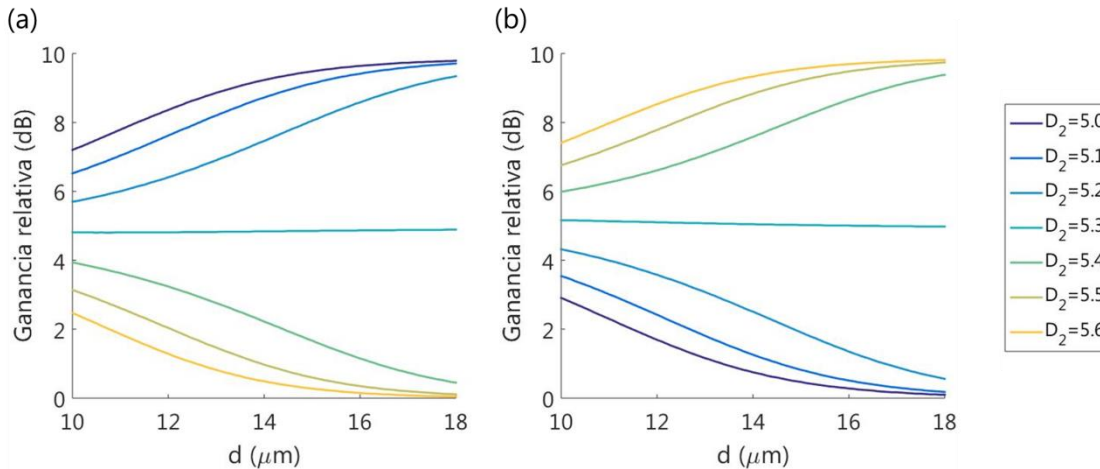 (a)
(b)
10
8
6
4
2
0
Ganancia relativa (dB)
10
12
14
16
18
d (μm)
10
8
6
4
2
0
Ganancia relativa (dB)
10
12
14
16
18
d (μm)
D₂=5.0
D₂=5.1
D₂=5.2
D₂=5.3
D₂=5.4
D₂=5.5
D₂=5.6